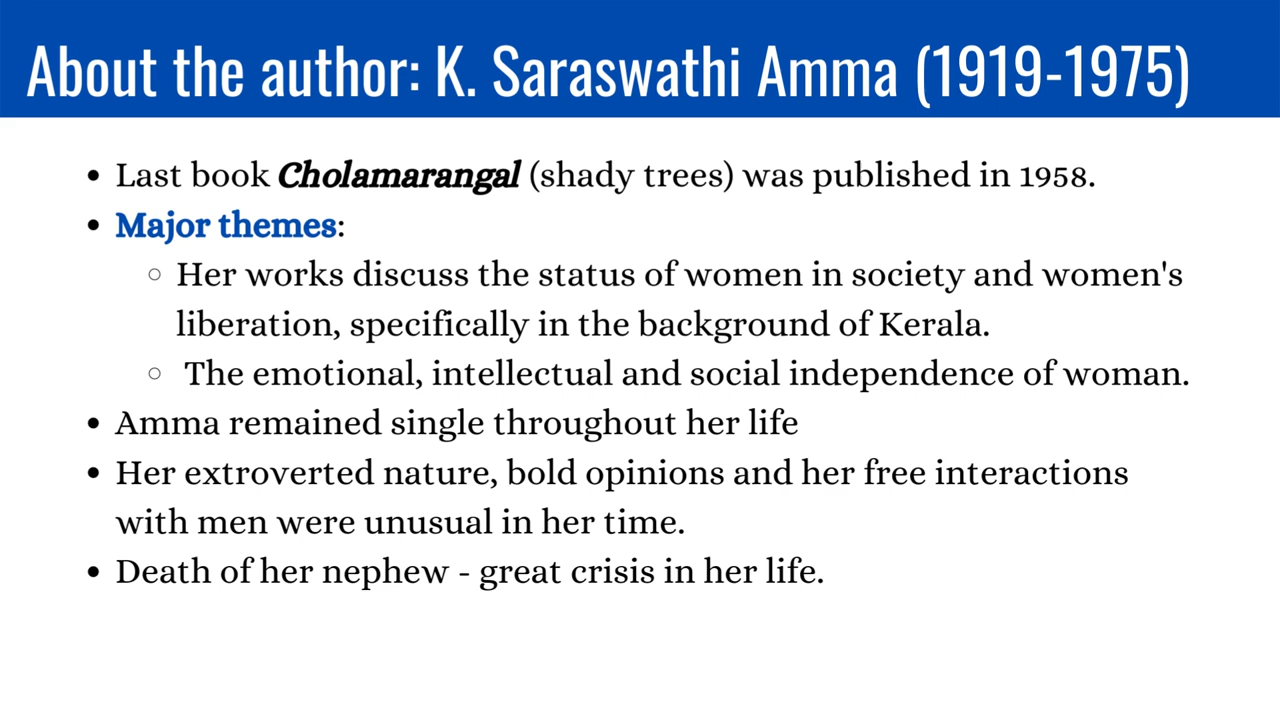 About the author: K. Saraswathi Amma (1919-1975)
• Last book Cholamarangal (shady trees) was published in 1958.
• Major themes:
○ Her works discuss the status of women in society and women's
liberation, specifically in the background of Kerala.
○ The emotional, intellectual and social independence of woman.
• Amma remained single throughout her life
• Her extroverted nature, bold opinions and her free interactions
with men were unusual in her time.
• Death of her nephew - great crisis in her life.